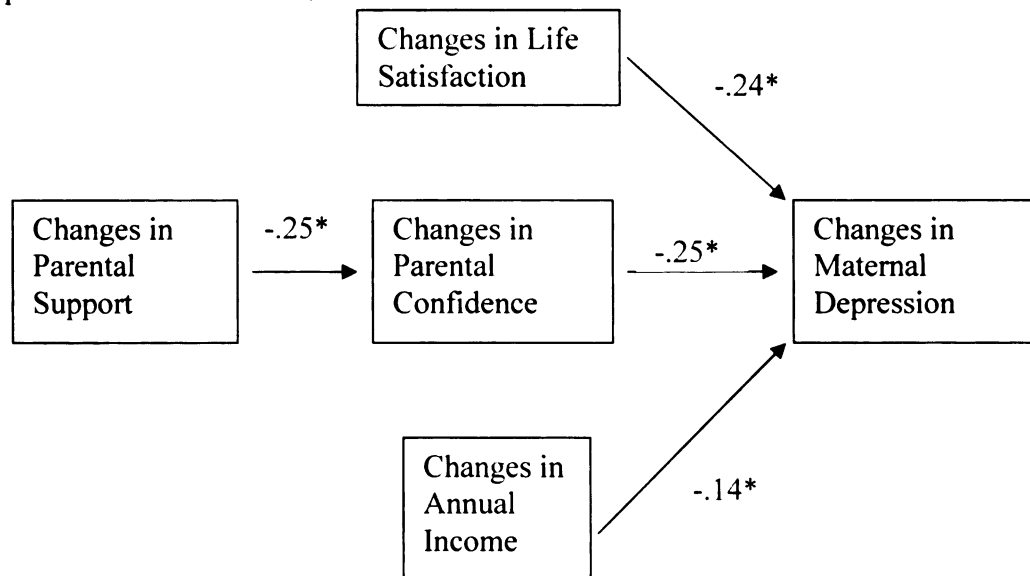 Changes in Life
Satisfaction
-.24*
Changes in
Parental
Support
-.25*
Changes in
Parental
Confidence
-.25*
Changes in
Maternal
Depression
Changes in
Annual
Income
-.14*